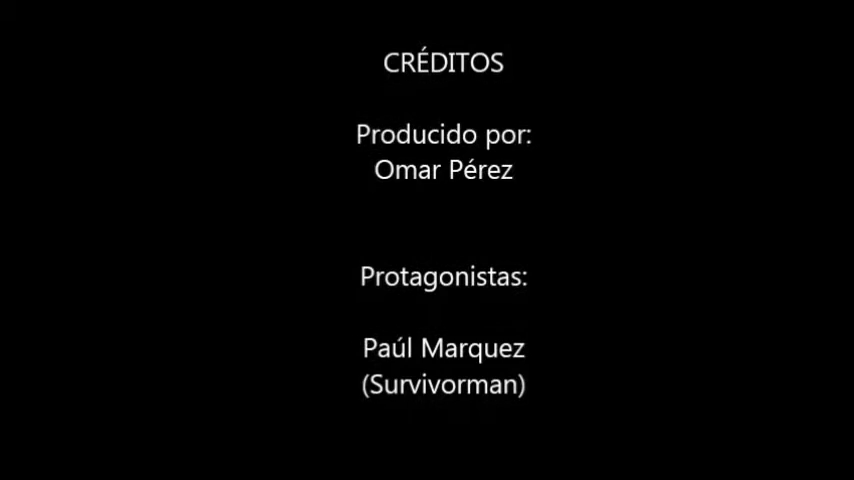 CRÉDITOS
Producido por:
Omar Pérez
Protagonistas:
Paúl Marquez
(Survivorman)